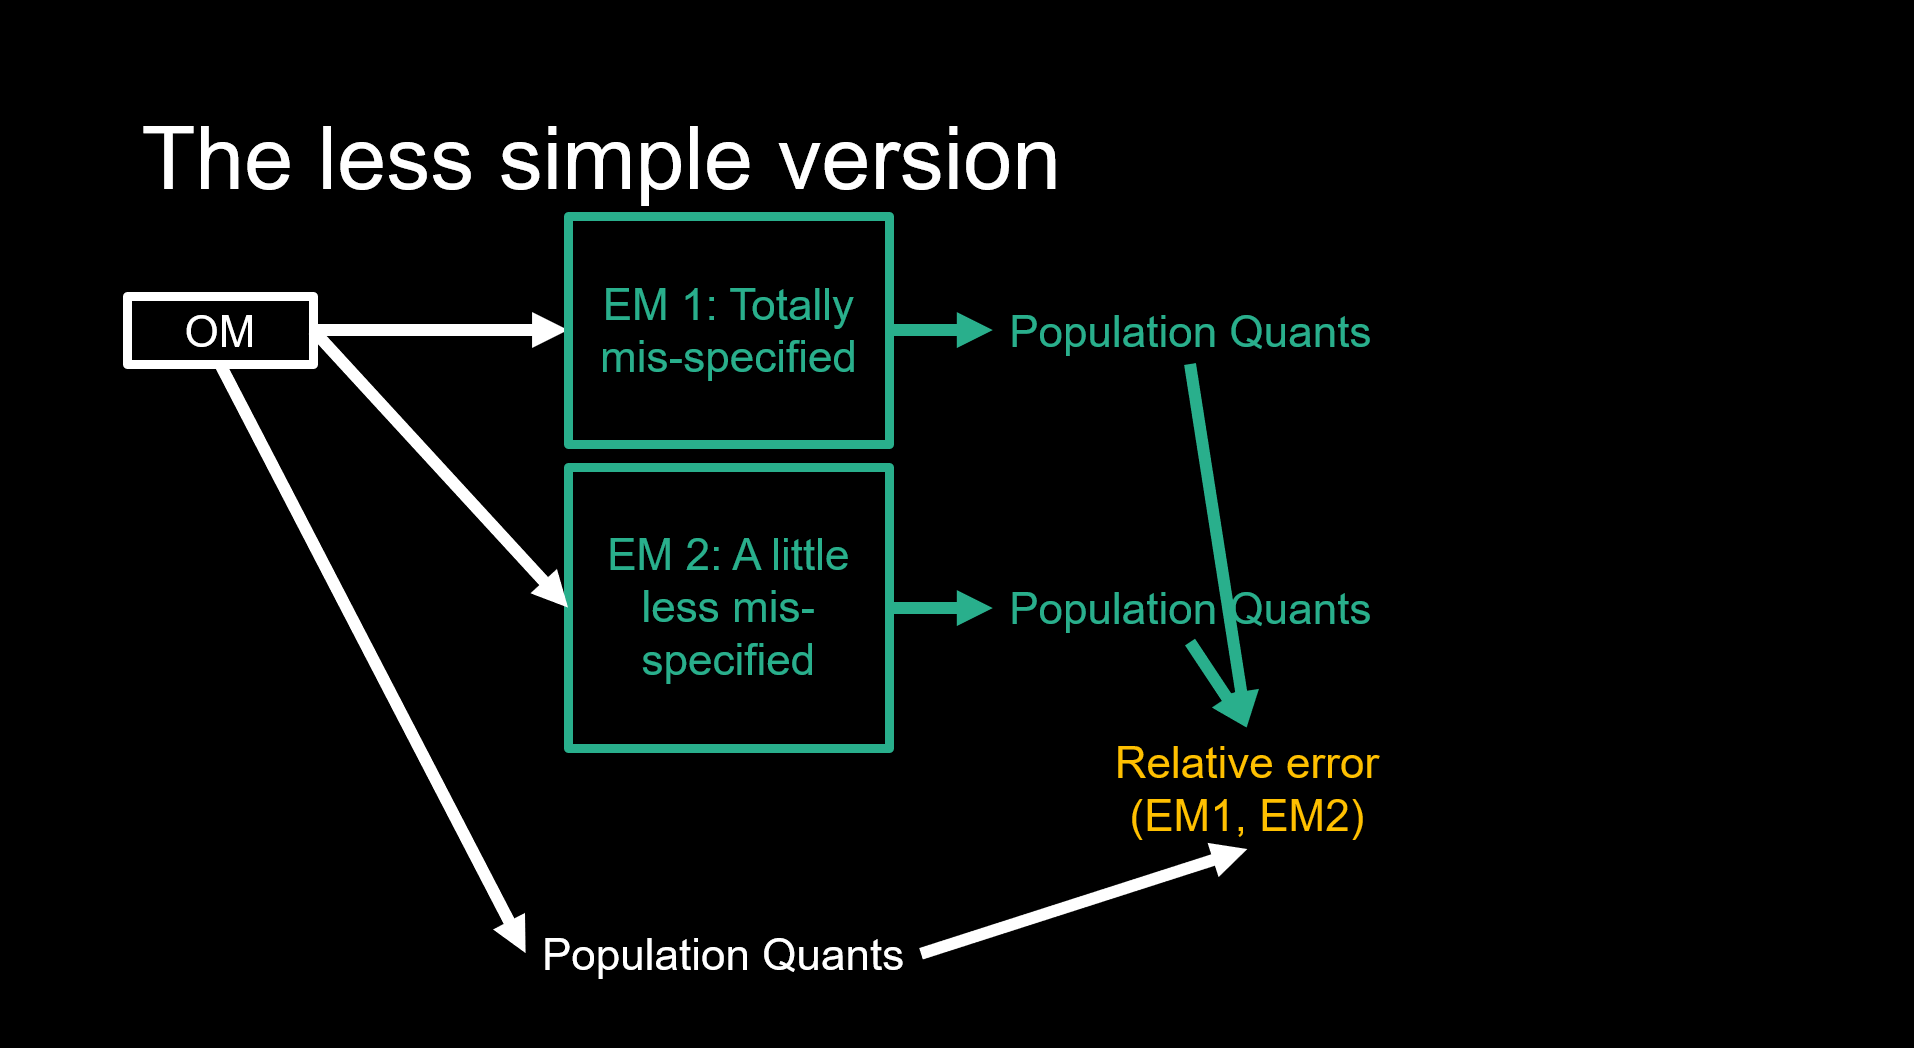 The less simple version
OM
EM 1: Totally
mis-specified
Population Quants
EM 2: A little
less mis-
specified
Population Quants
Relative error
(EM1, EM2)
Population Quants